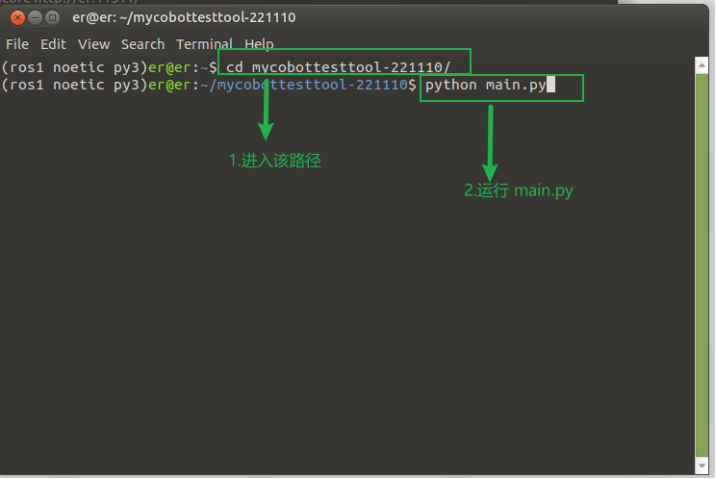 er@er: ~/mycobottesttool-221110
File Edit View Search Terminal Help
(ros1 noetic py3)er@er:~$ cd mycobottesttool-221110/
(ros1 noetic py3)er@er:~/mycobottesttool-221110$ python main.py
1.进入该路径
2.运行 main.py